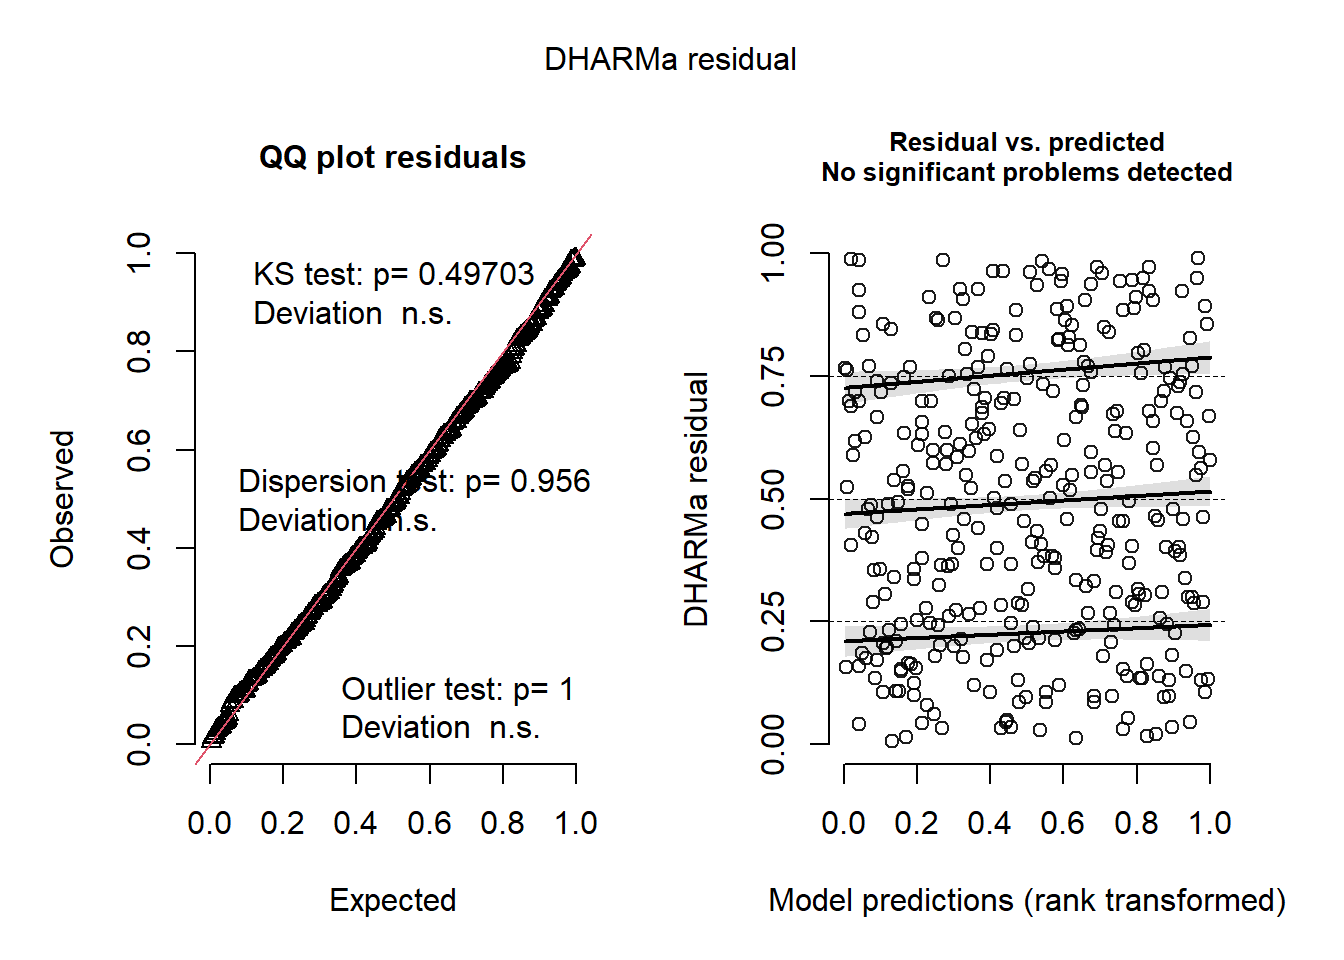 DHARMa residual
QQ plot residuals
Observed
1.0
0.8
0.6
0.4
0.2
0.0
KS test: p= 0.49703
Deviation  n.s.
Dispersion test: p= 0.956
Deviation  n.s.
Outlier test: p= 1
Deviation  n.s.
0.0 0.2 0.4 0.6 0.8 1.0
Expected
Residual vs. predicted
No significant problems detected
DHARMa residual
1.00
0.75
0.50
0.25
0.00
0.0 0.2 0.4 0.6 0.8 1.0
Model predictions (rank transformed)